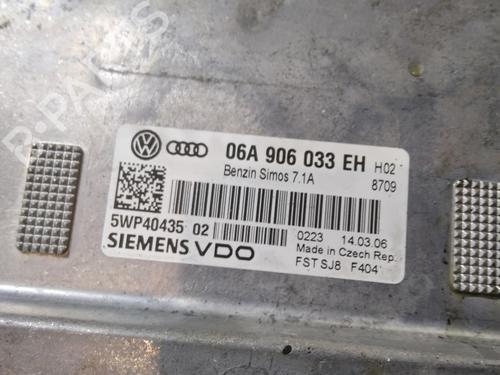 06A 906 033 EH H02
Benzin Simos 7.1A 8709
5WP40435 02
SIEMENS VDO
0223 14.03.06
Made in Czech Rep.
FST SJ8 F404
R-PARTS